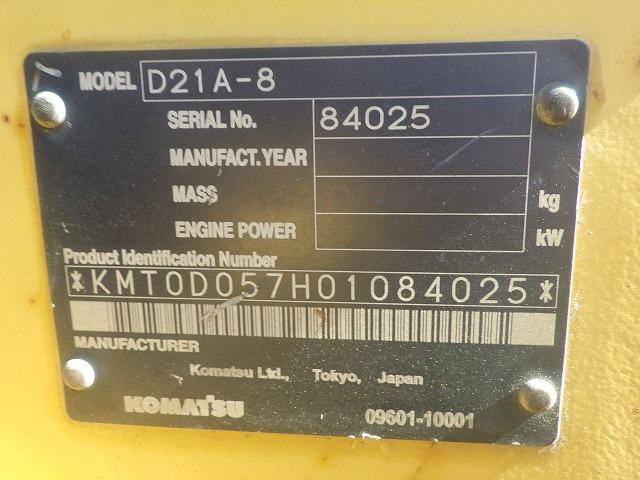 MODEL D21A-8
SERIAL No. 84025
MANUFACT. YEAR
MASS kg
ENGINE POWER kW
Product Identification Number
*KMT0D057H01084025*
MANUFACTURER
Komatsu Ltd., Tokyo, Japan
KOMATSU 09601-10001